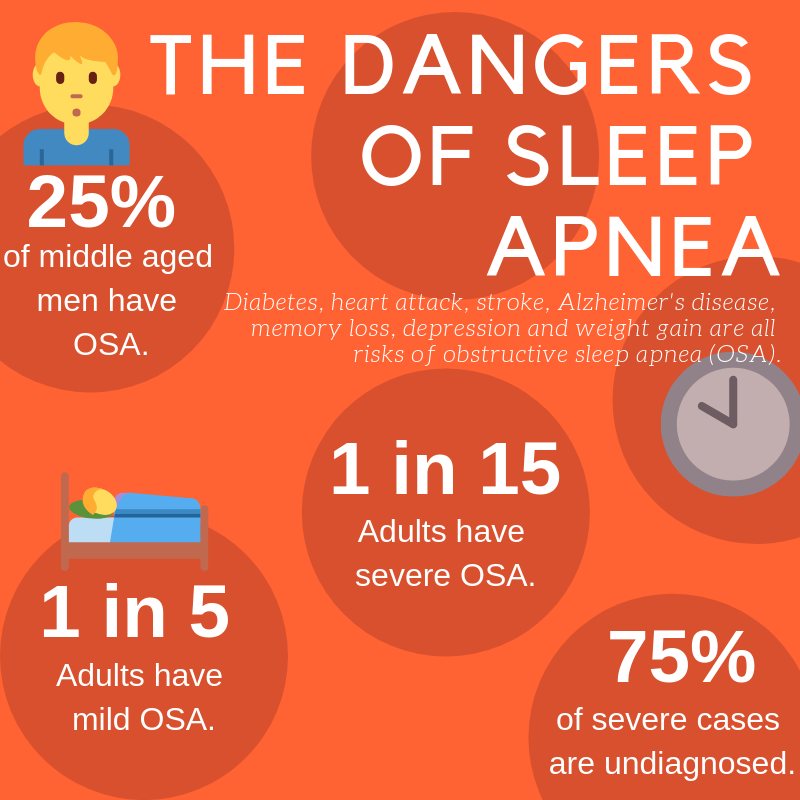 THE DANGERS
OF SLEEP
APNEA
Diabetes, heart attack, stroke, Alzheimer's disease,
memory loss, depression and weight gain are all
risks of obstructive sleep apnea (OSA).
25%
of middle aged
men have
OSA.
1 in 15
Adults have
severe OSA.
1 in 5
Adults have
mild OSA.
75%
of severe cases
are undiagnosed.